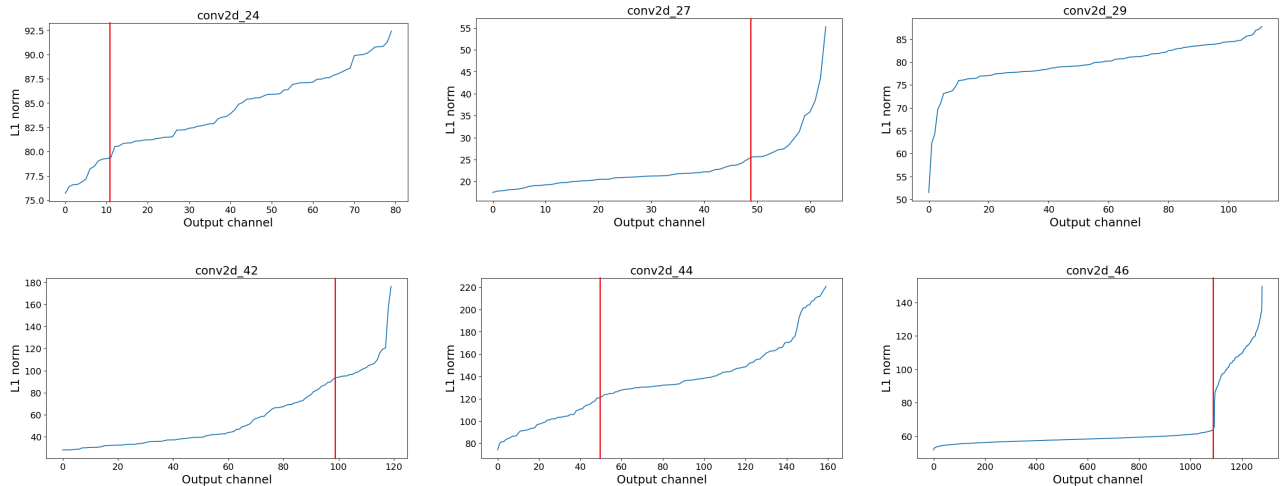 conv2d_24
92.5
90.0
87.5
85.0
82.5
80.0
77.5
75.0
L1 norm
0 10 20 30 40 50 60 70 80
Output channel
conv2d_27
55
50
45
40
35
30
25
20
L1 norm
0 10 20 30 40 50 60
Output channel
conv2d_29
85
80
75
70
65
60
55
50
L1 norm
0 20 40 60 80 100
Output channel
conv2d_42
180
160
140
120
100
80
60
40
L1 norm
0 20 40 60 80 100 120
Output channel
conv2d_44
220
200
180
160
140
120
100
80
L1 norm
0 20 40 60 80 100 120 140 160
Output channel
conv2d_46
140
120
100
80
60
L1 norm
0 200 400 600 800 1000 1200
Output channel